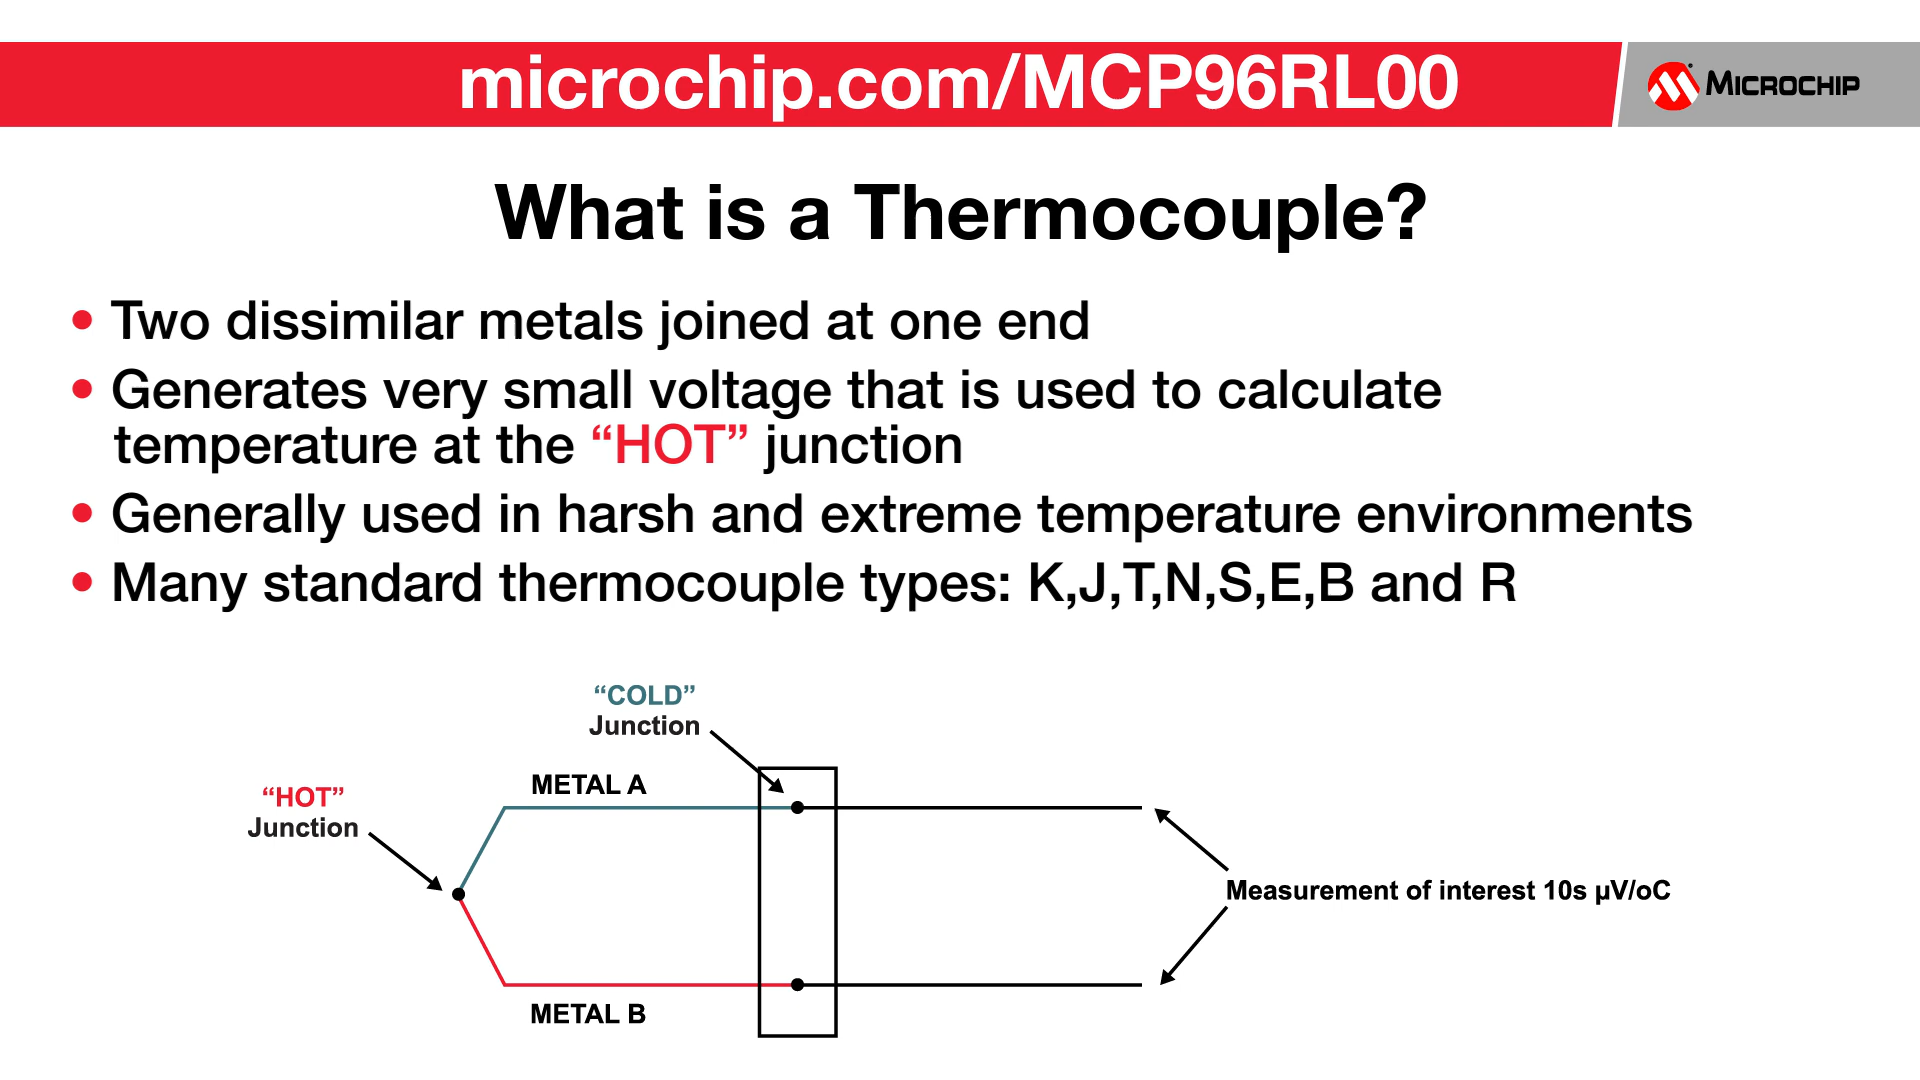 microchip.com/MCP96RL00
MICROCHIP
What is a Thermocouple?
• Two dissimilar metals joined at one end
• Generates very small voltage that is used to calculate
temperature at the “HOT” junction
• Generally used in harsh and extreme temperature environments
• Many standard thermocouple types: K,J,T,N,S,E,B and R
“COLD”
Junction
METAL A
“HOT”
Junction
Measurement of interest 10s µV/oC
METAL B